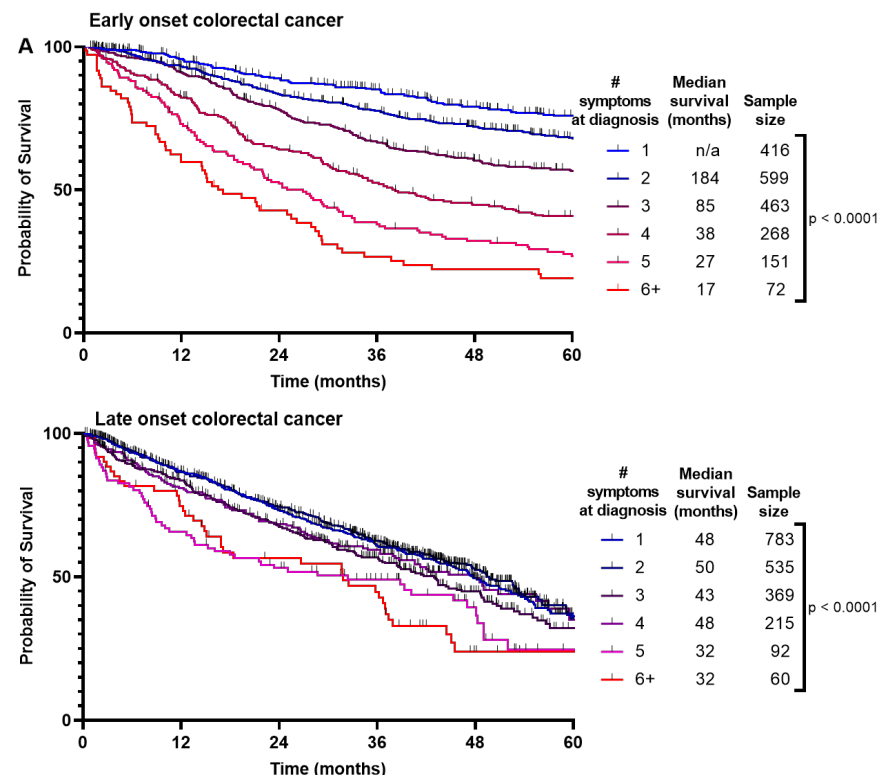 Early onset colorectal cancer
A
Probability of Survival
100
50
0
0 12 24 36 48 60
Time (months)
# Median
symptoms survival Sample
at diagnosis (months) size
1 n/a 416
2 184 599
3 85 463
4 38 268
5 27 151
6+ 17 72
p < 0.0001
Late onset colorectal cancer
Probability of Survival
100
50
0
0 12 24 36 48 60
Time (months)
# Median
symptoms survival Sample
at diagnosis (months) size
1 48 783
2 50 535
3 43 369
4 48 215
5 32 92
6+ 32 60
p < 0.0001